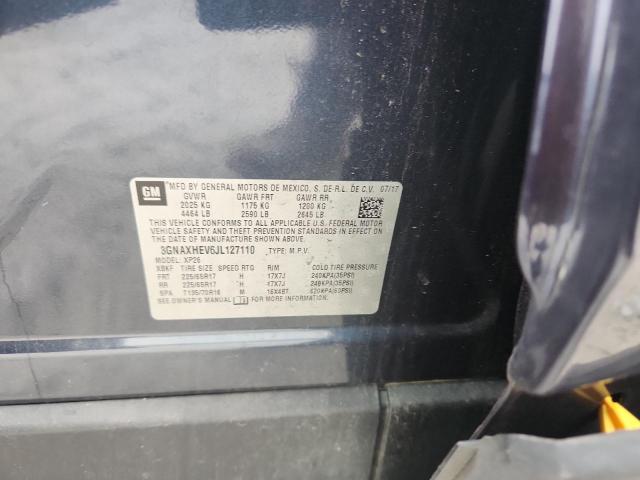 GM MFD BY GENERAL MOTORS DE MEXICO, S. DE R.L. DE C.V. 07/17
GVWR GAWR FRT GAWR RR
2025 KG 1175 KG 1200 KG
4464 LB 2590 LB 2645 LB
THIS VEHICLE CONFORMS TO ALL APPLICABLE U.S. FEDERAL MOTOR
VEHICLE SAFETY AND THEFT PREVENTION STANDARDS IN EFFECT
ON THE DATE OF MANUFACTURE SHOWN ABOVE.
3GNAXHEV6JL127110 TYPE: M.P.V.
MODEL: XP26
XBKF TIRE SIZE SPEED RTG RIM COLD TIRE PRESSURE
FRT 225/65R17 H 17X7J 240KPA(35PSI)
RR 225/65R17 H 17X7J 240KPA(35PSI)
SPA T135/70R16 M 16X4BT 420KPA(60PSI)
SEE OWNER'S MANUAL FOR MORE INFORMATION.